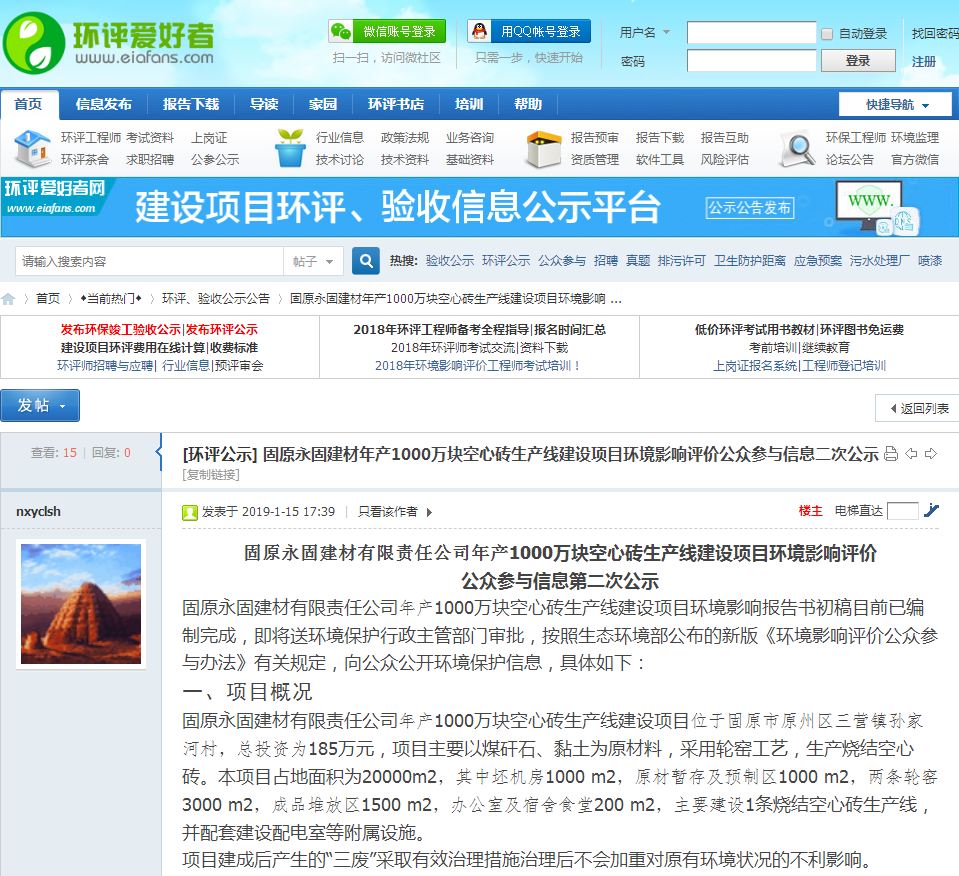 环评爱好者
www.eiafans.com
微信账号登录
扫一扫，访问微社区
用QQ帐号登录
只需一步，快速开始
用户名 自动登录 找回密码
密码 登录 注册
首页 信息发布 报告下载 导读 家园 环评书店 培训 帮助 快捷导航
环评工程师 考试资料 上岗证 行业信息 政策法规 业务咨询 报告预审 报告下载 报告互助 环保工程师 环境监理
环评茶舍 求职招聘 公参公示 技术讨论 技术资料 基础资料 资质管理 软件工具 风险评估 论坛公告 官方微信
环评爱好者网
www.eiafans.com
建设项目环评、验收信息公示平台
公示公告发布
WWW.
请输入搜索内容 帖子 热搜: 验收公示 环评公示 公众参与 招聘 真题 排污许可 卫生防护距离 应急预案 污水处理厂 喷漆
首页 〉 ♦当前热门♦ 〉 环评、验收公示公告 〉 固原永固建材年产1000万块空心砖生产线建设项目环境影响 ...
发布环保竣工验收公示|发布环评公示
建设项目环评费用在线计算|收费标准
环评师招聘与应聘| 行业信息|预评审会
2018年环评工程师备考全程指导|报名时间汇总
2018年环评师考试交流|资料下载
2018年环境影响评价工程师考试培训！
低价环评考试用书教材|环评图书免运费
考前培训|继续教育
上岗证报名系统|工程师登记培训
发帖
返回列表
查看: 15 | 回复: 0
[环评公示] 固原永固建材年产1000万块空心砖生产线建设项目环境影响评价公众参与信息二次公示
[复制链接]
nxyclsh
发表于 2019-1-15 17:39 | 只看该作者
楼主 电梯直达
固原永固建材有限责任公司年产1000万块空心砖生产线建设项目环境影响评价
公众参与信息第二次公示
固原永固建材有限责任公司年产1000万块空心砖生产线建设项目环境影响报告书初稿目前已编
制完成，即将送环境保护行政主管部门审批，按照生态环境部公布的新版《环境影响评价公众参
与办法》有关规定，向公众公开环境保护信息，具体如下：
一、项目概况
固原永固建材有限责任公司年产1000万块空心砖生产线建设项目位于固原市原州区三营镇孙家
河村，总投资为185万元，项目主要以煤矸石、黏土为原材料，采用轮窑工艺，生产烧结空心
砖。本项目占地面积为20000m2，其中坯机房1000 m2，原材暂存及预制区1000 m2，两条轮窑
3000 m2，成品堆放区1500 m2，办公室及宿舍食堂200 m2，主要建设1条烧结空心砖生产线，
并配套建设配电室等附属设施。
项目建成后产生的“三废”采取有效治理措施治理后不会加重对原有环境状况的不利影响。